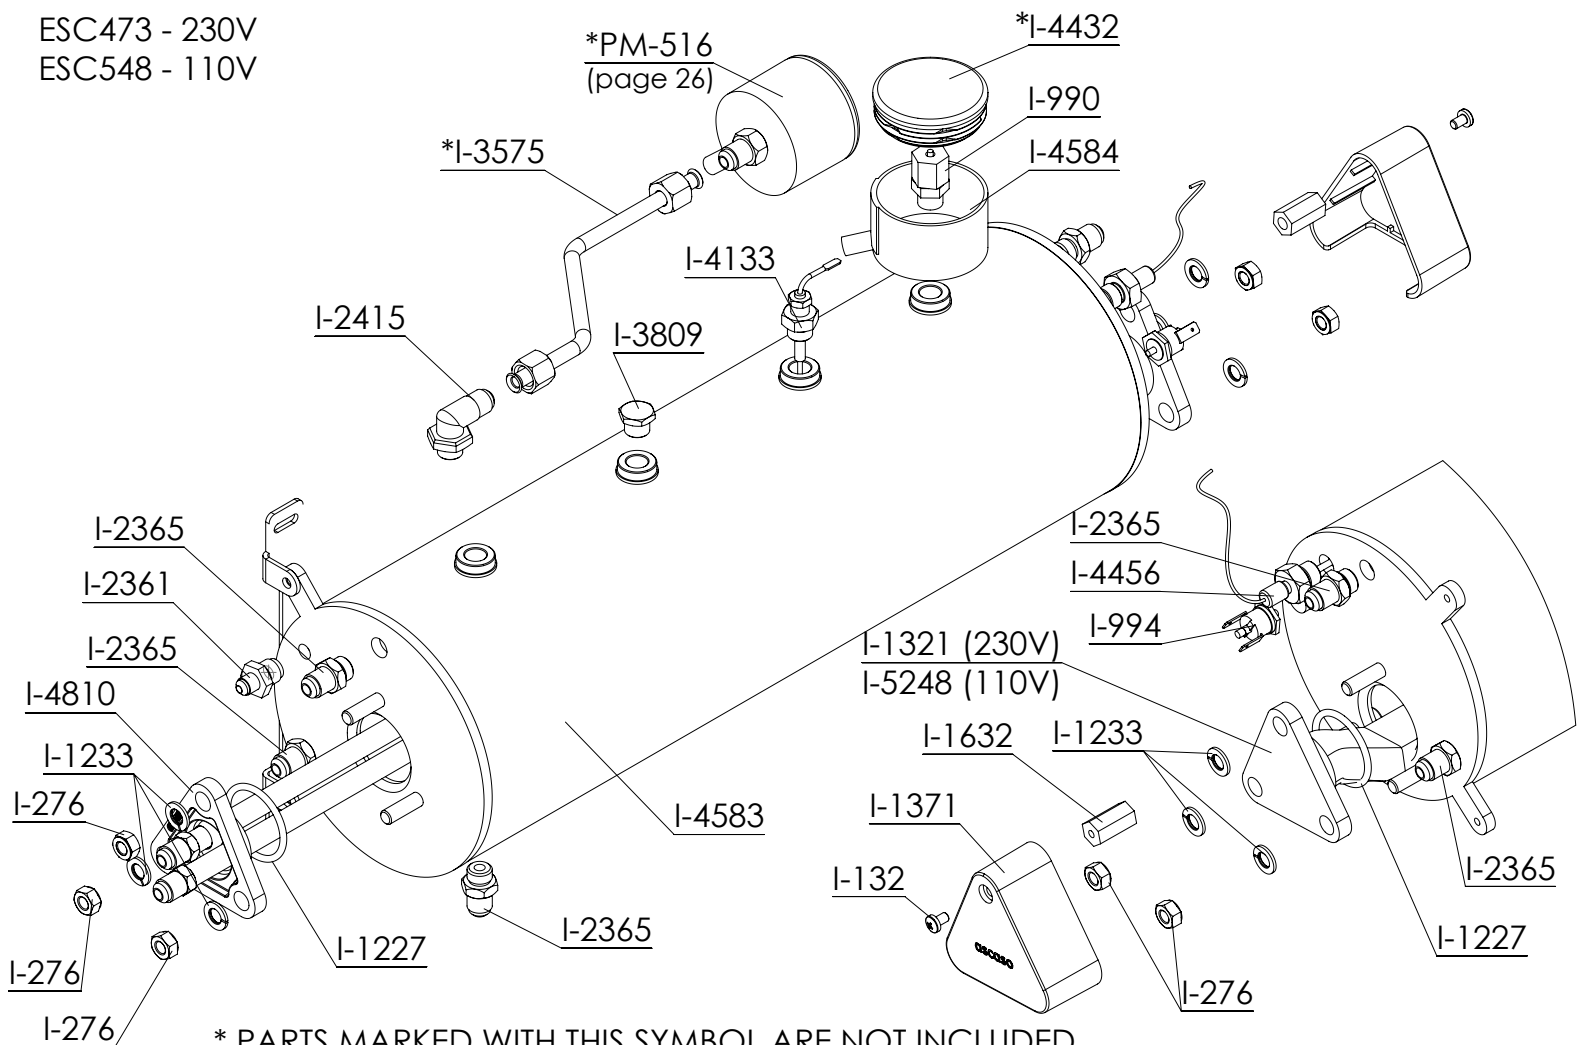 ESC473 - 230V
ESC548 - 110V
*PM-516
(page 26)
*I-4432
I-990
*I-3575
I-4584
I-4133
I-2415
I-3809
I-2365
I-2361
I-2365
I-4810
I-1233
I-276
I-276
I-276
I-1227
I-2365
I-4583
I-2365
I-4456
I-994
I-1321 (230V)
I-5248 (110V)
I-1632
I-1233
I-1371
I-132
ascaso
I-2365
I-1227
I-276
* PARTS MARKED WITH THIS SYMBOL ARE NOT INCLUDED